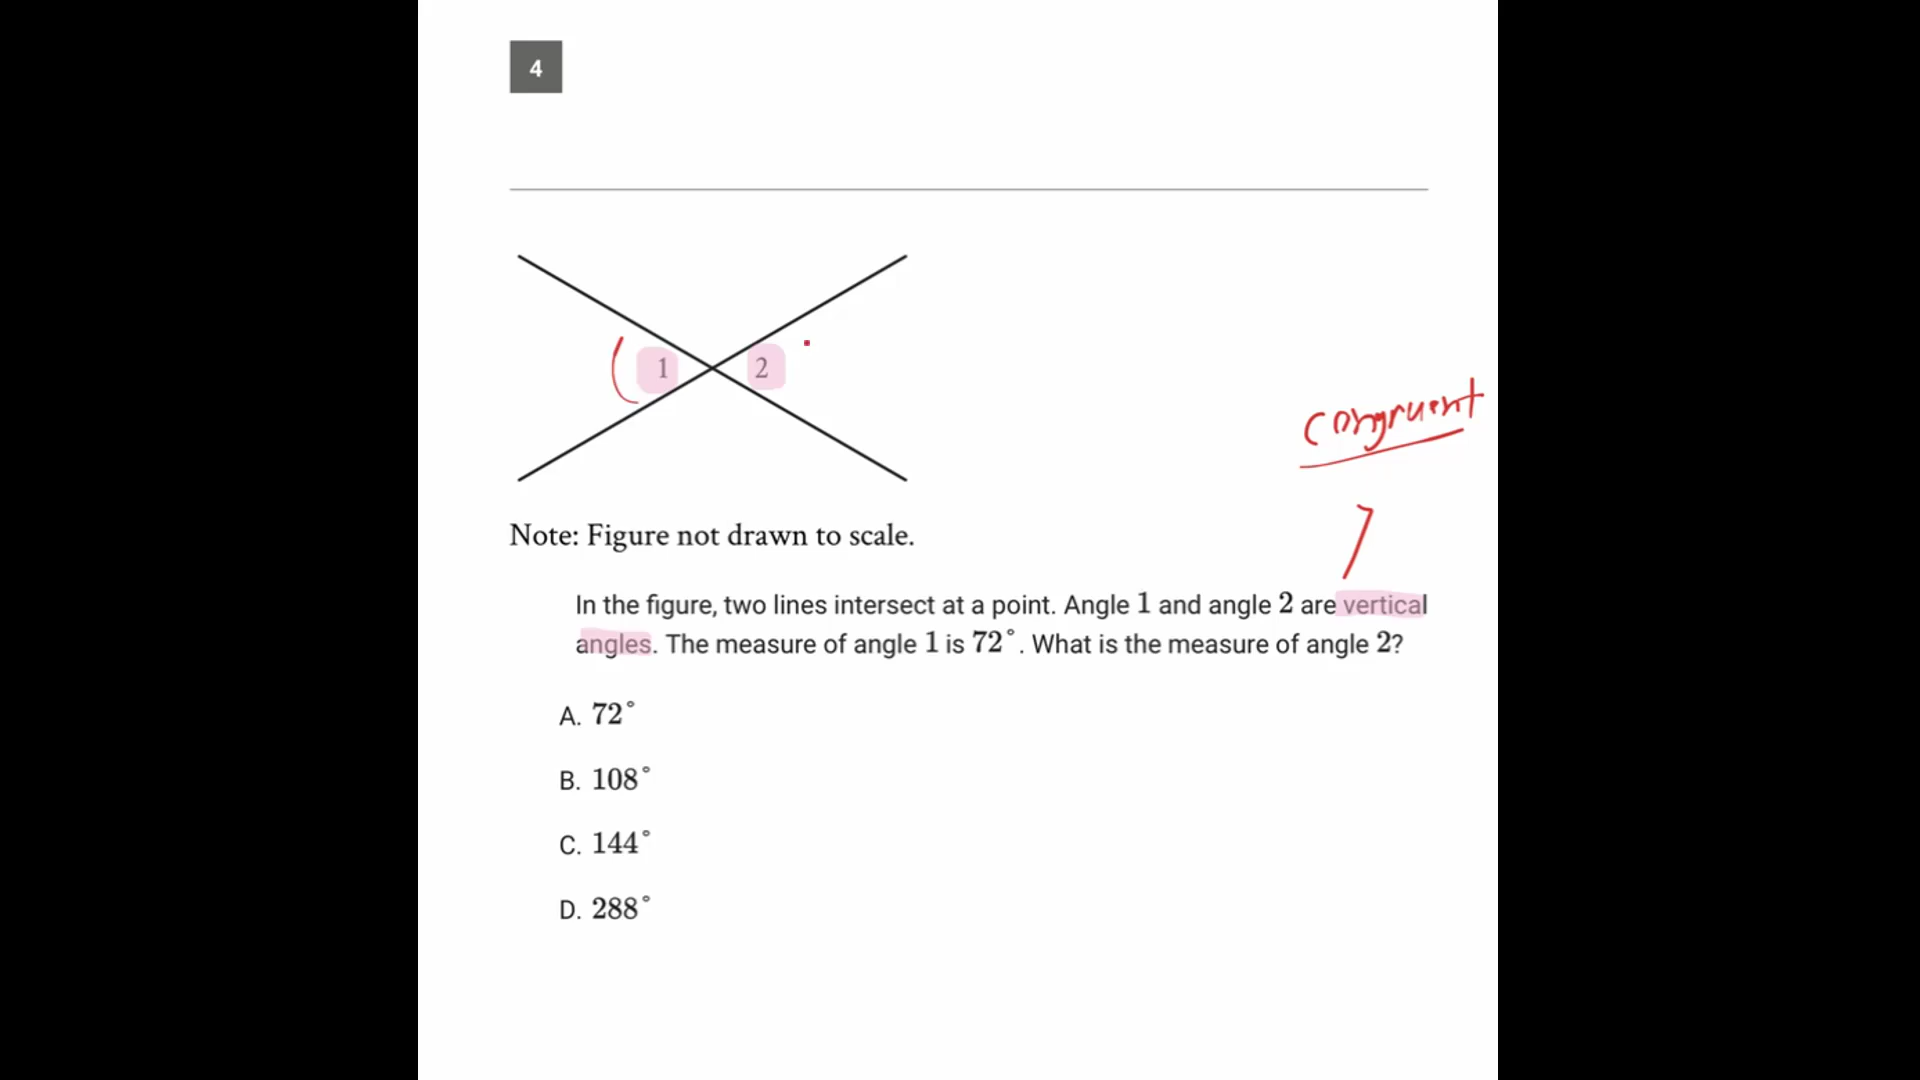 4
1 2
congruent
Note: Figure not drawn to scale.
In the figure, two lines intersect at a point. Angle 1 and angle 2 are vertical
angles. The measure of angle 1 is 72°. What is the measure of angle 2?
A. 72°
B. 108°
C. 144°
D. 288°